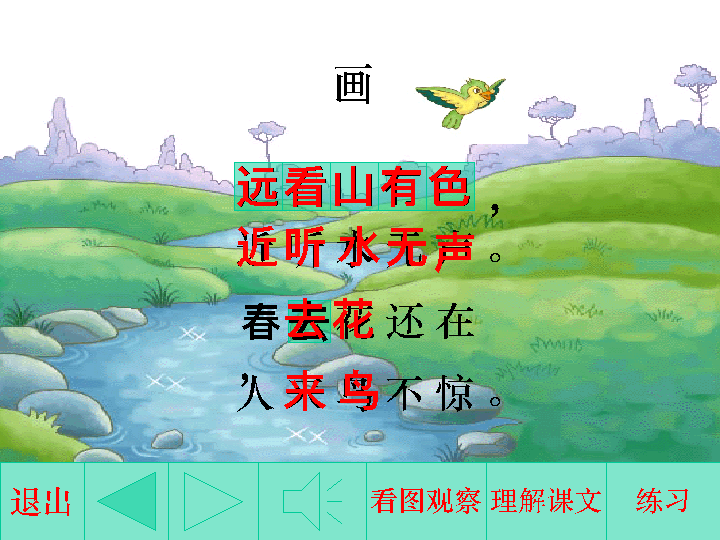 画
远看山有色，
近听水无声。
春去花还在
，人来鸟不惊。
退出 看图观察 理解课文 练习